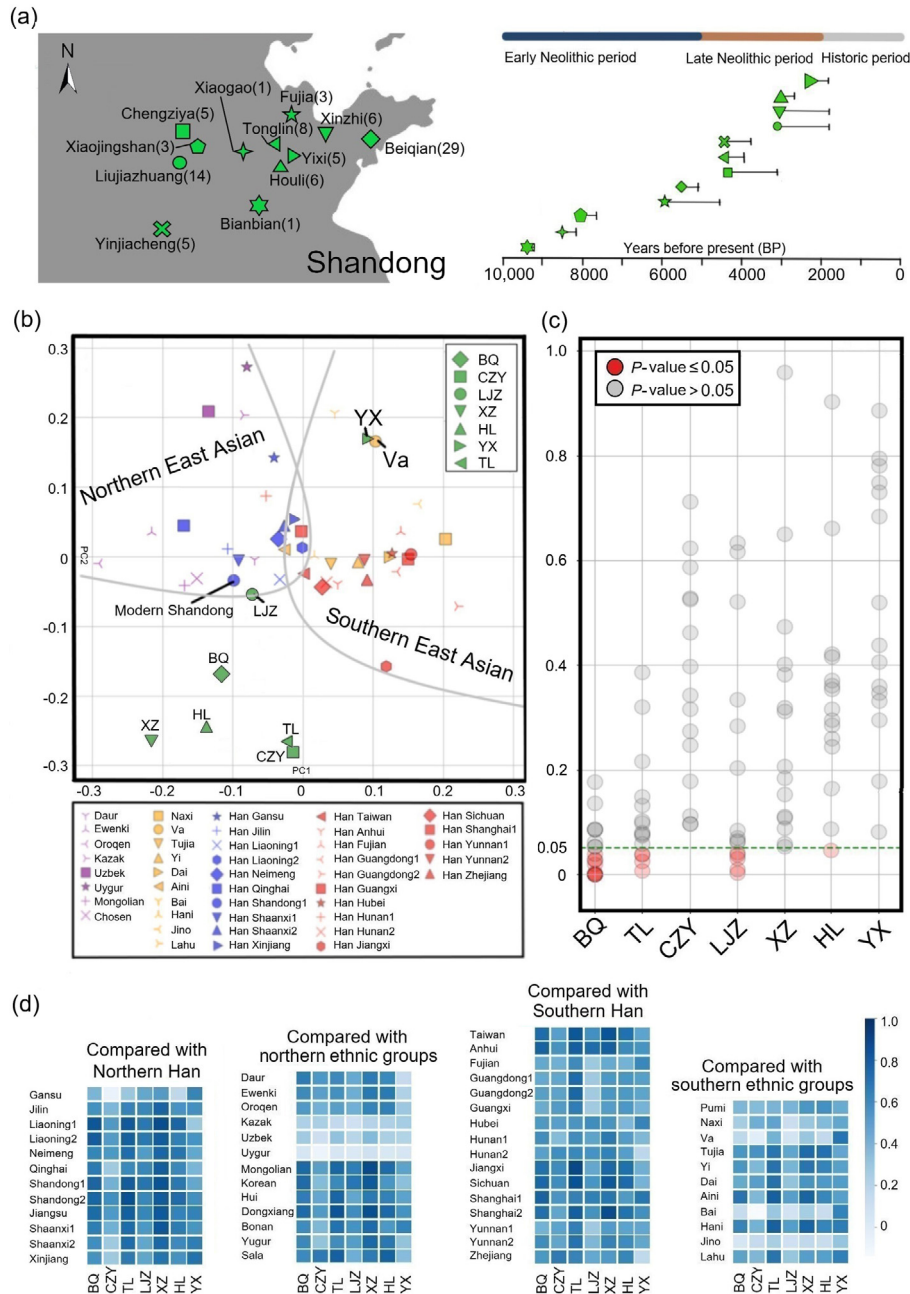 (a)
N
Xiaogao(1)
Fujia(3)
Chengziya(5)
Tonglin(8)
Xinzhi(6)
Xiaojingshan(3)
Beiqian(29)
Yixi(5)
Liujiazhuang(14)
Houli(6)
Bianbian(1)
Yinjiacheng(5)
Shandong
Early Neolithic period
Late Neolithic period
Historic period
Years before present (BP)
10,000 8000 6000 4000 2000 0
(b)
0.3
0.2
0.1
0
-0.1
-0.2
-0.3
PC2
-0.3 -0.2 -0.1 0 0.1 0.2 0.3
PC1
Northern East Asian
Southern East Asian
Modern Shandong
LJZ
BQ
XZ
HL
TL
CZY
YX
Va
BQ
CZY
LJZ
XZ
HL
YX
TL
Daur
Ewenki
Oroqen
Kazak
Uzbek
Uygur
Mongolian
Chosen
Naxi
Va
Tujia
Yi
Dai
Aini
Bai
Hani
Jino
Lahu
Han Gansu
Han Jilin
Han Liaoning1
Han Liaoning2
Han Neimeng
Han Qinghai
Han Shandong1
Han Shaanxi1
Han Shaanxi2
Han Xinjiang
Han Taiwan
Han Anhui
Han Fujian
Han Guangdong1
Han Guangdong2
Han Guangxi
Han Hubei
Han Hunan1
Han Hunan2
Han Jiangxi
Han Sichuan
Han Shanghai1
Han Yunnan1
Han Yunnan2
Han Zhejiang
(c)
P-value ≤ 0.05
P-value > 0.05
1.0
0.8
0.6
0.4
0.2
0.05
0
BQ TL CZY LJZ XZ HL YX
(d)
Compared with
Northern Han
Gansu
Jilin
Liaoning1
Liaoning2
Neimeng
Qinghai
Shandong1
Shandong2
Jiangsu
Shaanxi1
Shaanxi2
Xinjiang
BQ CZY TL LJZ XZ HL YX
Compared with
northern ethnic groups
Daur
Ewenki
Oroqen
Kazak
Uzbek
Uygur
Mongolian
Korean
Hui
Dongxiang
Bonan
Yugur
Sala
BQ CZY TL LJZ XZ HL YX
Compared with
Southern Han
Taiwan
Anhui
Fujian
Guangdong1
Guangdong2
Guangxi
Hubei
Hunan1
Hunan2
Jiangxi
Sichuan
Shanghai1
Shanghai2
Yunnan1
Yunnan2
Zhejiang
BQ CZY TL LJZ XZ HL YX
Compared with
southern ethnic groups
Pumi
Naxi
Va
Tujia
Yi
Dai
Aini
Bai
Hani
Jino
Lahu
BQ CZY TL LJZ XZ HL YX
1.0
0.8
0.6
0.4
0.2
0